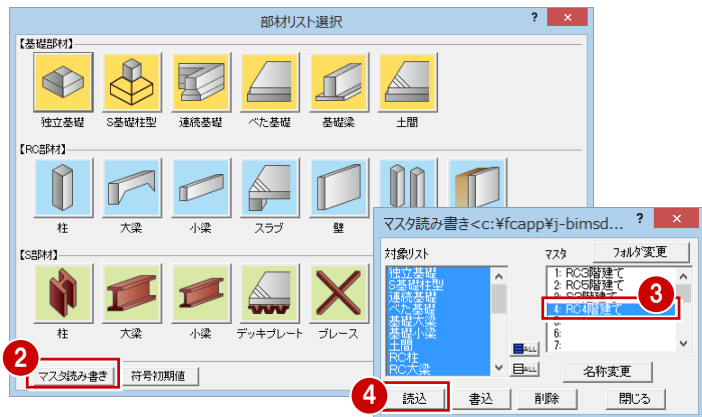 部材リスト選択
? ×
【基礎部材】
独立基礎 S基礎柱型 連続基礎 べた基礎 基礎梁 土間
【RC部材】
柱 大梁 小梁 スラブ 壁
【S部材】
柱 大梁 小梁 デッキプレート ブレース
2
マスタ読み書き 符号初期値
マスタ読み書き<c:¥fcapp¥j-bimsd... ? ×
対象リスト マスタ フォルダ変更
独立基礎
S基礎柱型
連続基礎
べた基礎
基礎大梁
基礎小梁
土間
RC柱
RC大梁
1: RC3階建て
2: RC5階建て
3
4: RC4階建て
6:
7:
ALL
ALL
名称変更
4
読込 書込 削除 閉じる